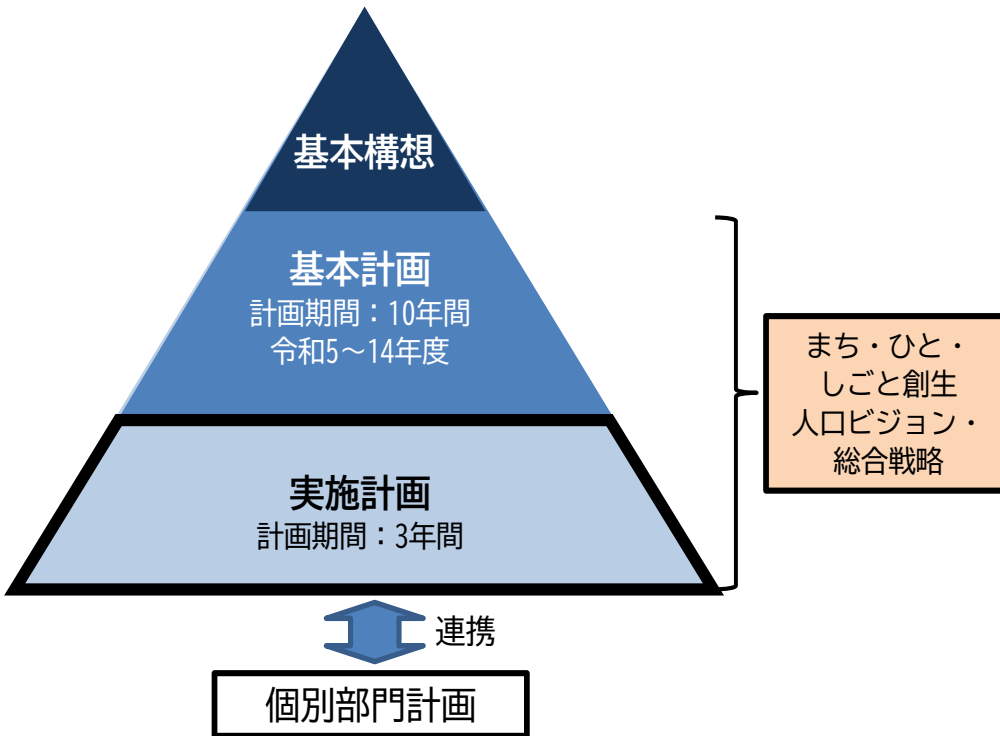 基本構想
基本計画
計画期間：10年間
令和5～14年度
実施計画
計画期間：3年間
まち・ひと・
しごと創生
人口ビジョン・
総合戦略
連携
個別部門計画